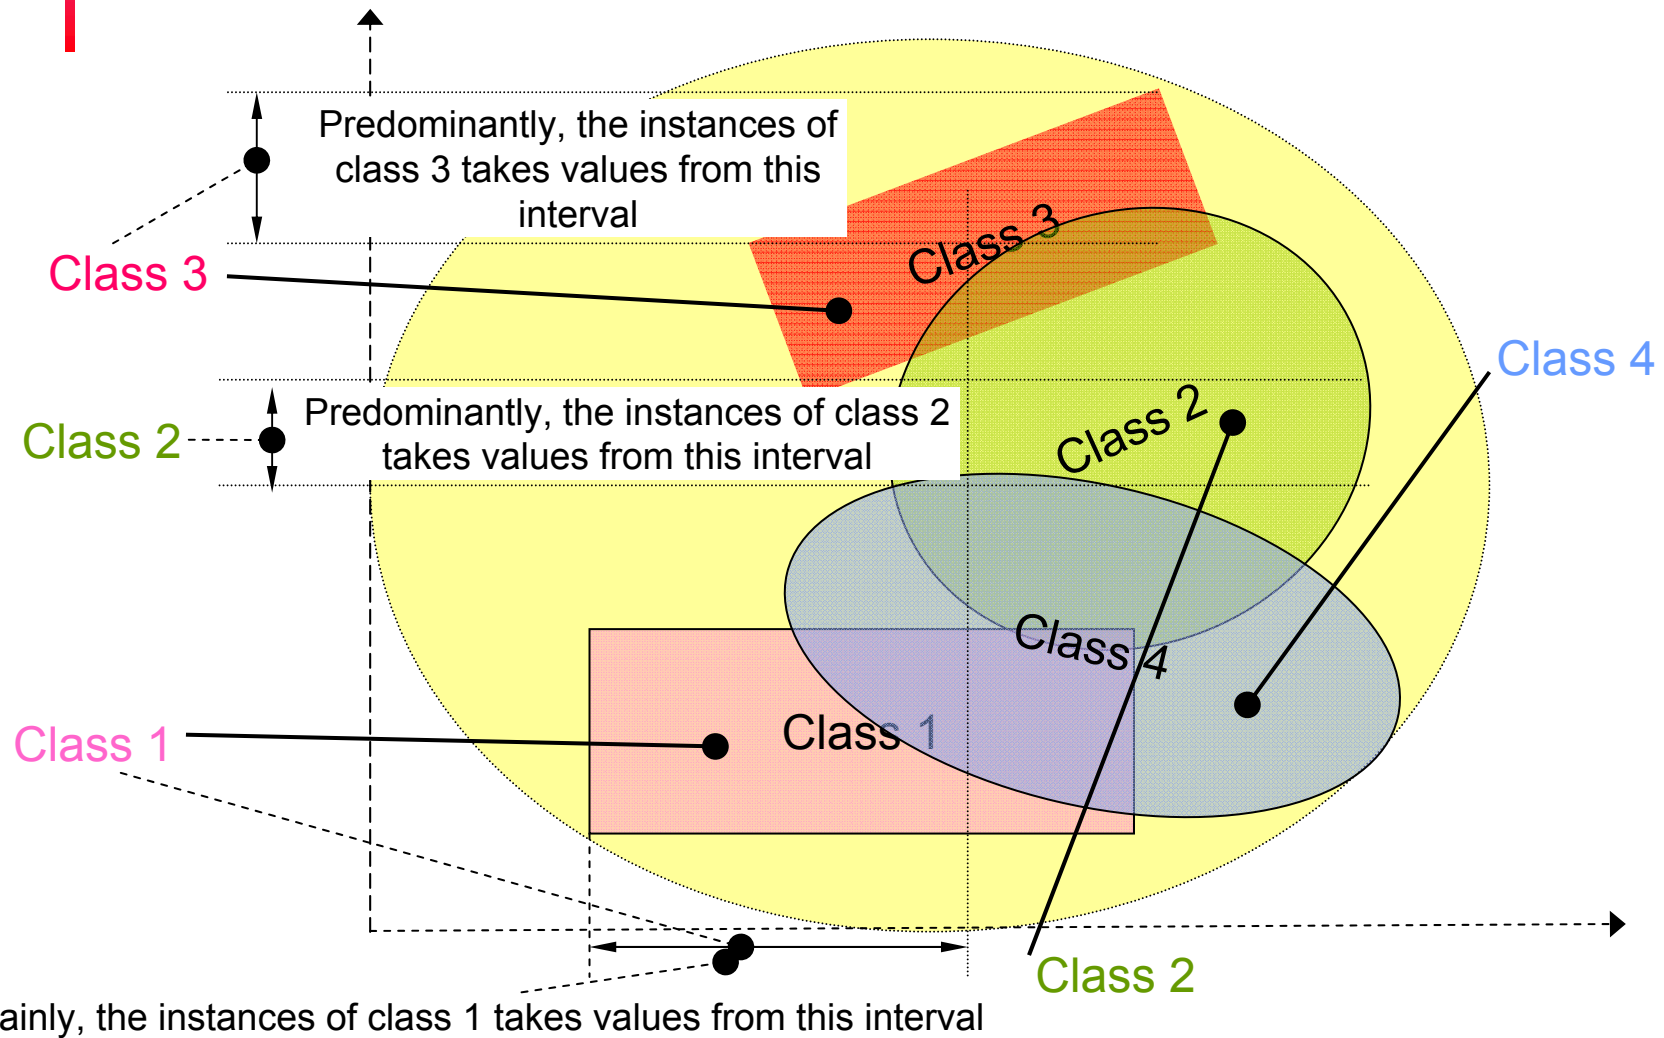 Predominantly, the instances of
class 3 takes values from this
interval
Class 3
Class 3
Class 4
Predominantly, the instances of class 2
takes values from this interval
Class 2
Class 2
Class 4
Class 1
Class 1
Class 2
ainly, the instances of class 1 takes values from this interval